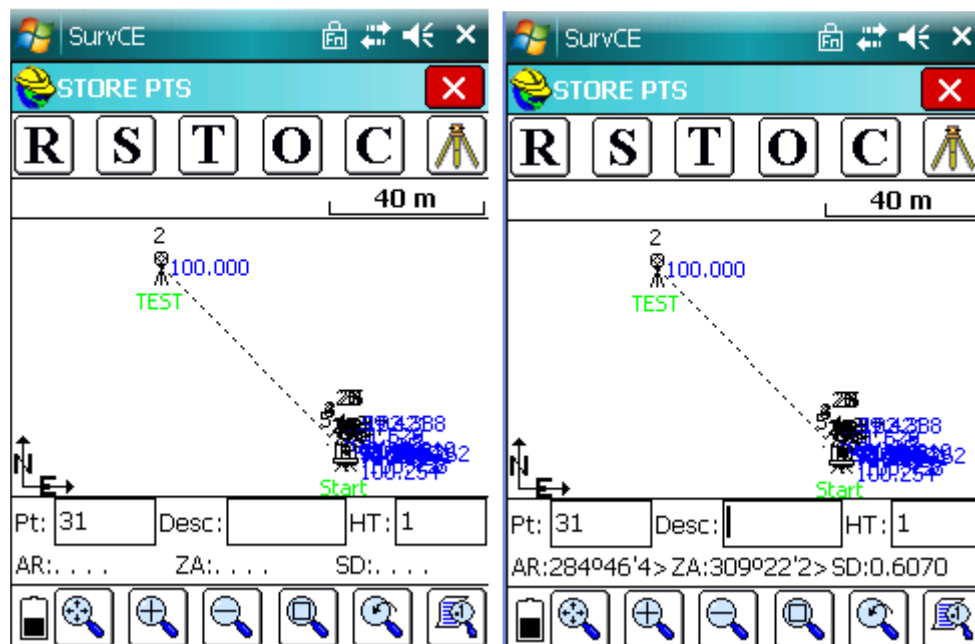 SurvCE
Fn
STORE PTS
R S T O C
40 m
2
100.000
TEST
Start
N
E
Pt: 31 Desc: HT: 1
AR:. . . . ZA:. . . . SD:. . . .
SurvCE
Fn
STORE PTS
R S T O C
40 m
2
100.000
TEST
Start
N
E
Pt: 31 Desc: HT: 1
AR:284º46'4> ZA:309º22'2> SD:0.6070